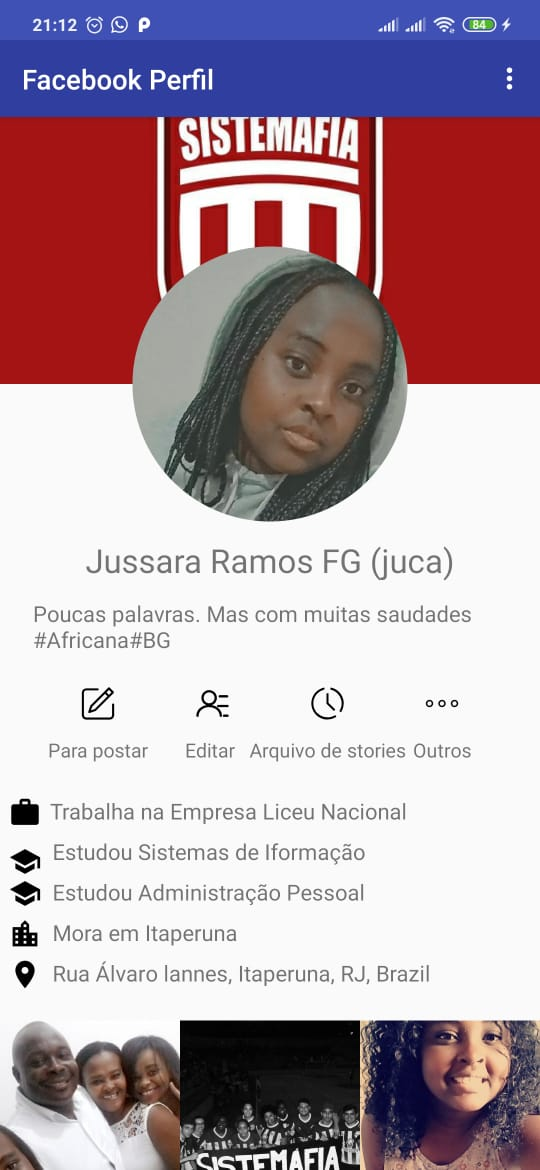 21:12
84
Facebook Perfil
SISTEMAFIA
Jussara Ramos FG (juca)
Poucas palavras. Mas com muitas saudades
#Africana#BG
Para postar Editar Arquivo de stories Outros
Trabalha na Empresa Liceu Nacional
Estudou Sistemas de Iformação
Estudou Administração Pessoal
Mora em Itaperuna
Rua Álvaro lannes, Itaperuna, RJ, Brazil
SISTEMAFIA